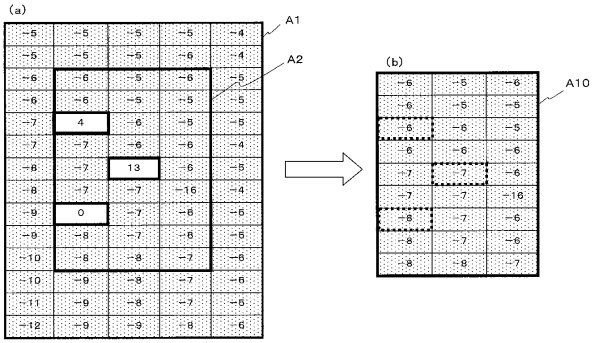 (a)
A1
-5 -5 -5 -5 -4
-5 -5 -5 -6 -4
A2
-6 -6 -5 -6 -5
-6 -6 -5 -5 -5
-7 4 -6 -5 -5
-7 -7 -6 -6 -4
-8 -7 13 -6 -5
-8 -7 -7 -16 -4
-9 0 -7 -6 -6
-9 -8 -7 -6 -5
-10 -8 -8 -7 -6
-10 -9 -8 -7 -6
-11 -9 -8 -7 -5
-12 -9 -9 -8 -6
(b)
A10
-6 -5 -6
-6 -5 -5
-6 -6 -5
-6 -6 -6
-7 -7 -6
-7 -7 -16
-8 -7 -6
-8 -7 -6
-8 -8 -7